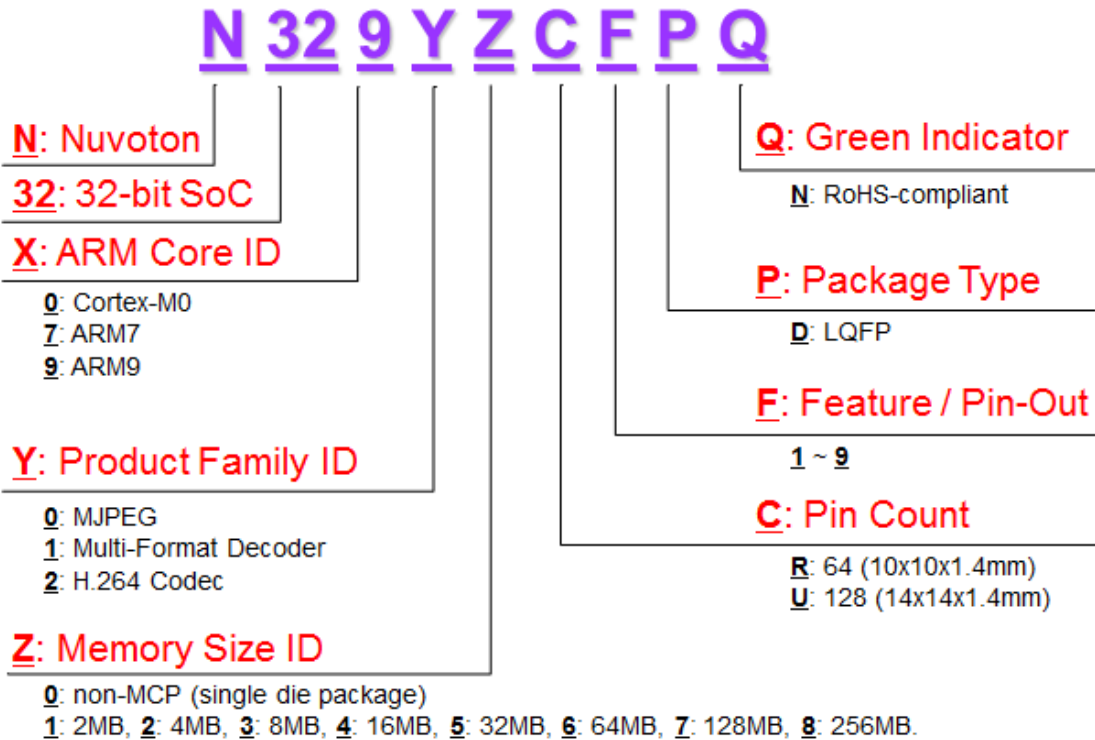 N 32 9 Y Z C F P Q
N: Nuvoton
32: 32-bit SoC
X: ARM Core ID
0: Cortex-M0
7: ARM7
9: ARM9
Y: Product Family ID
0: MJPEG
1: Multi-Format Decoder
2: H.264 Codec
Z: Memory Size ID
0: non-MCP (single die package)
1: 2MB, 2: 4MB, 3: 8MB, 4: 16MB, 5: 32MB, 6: 64MB, 7: 128MB, 8: 256MB.
Q: Green Indicator
N: RoHS-compliant
P: Package Type
D: LQFP
F: Feature / Pin-Out
1 ~ 9
C: Pin Count
R: 64 (10x10x1.4mm)
U: 128 (14x14x1.4mm)